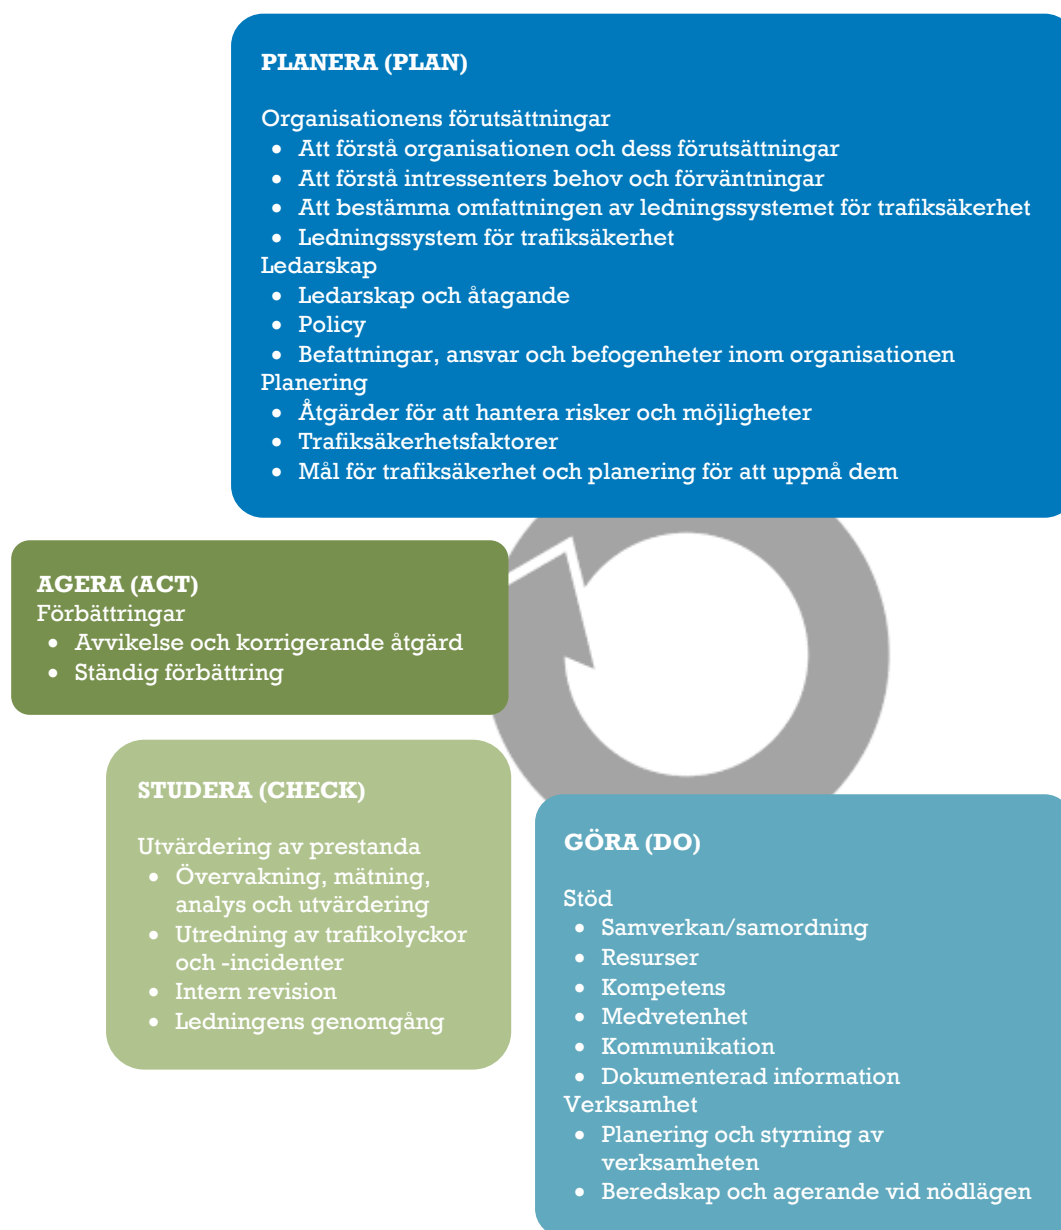 PLANERA (PLAN)
Organisationens förutsättningar
• Att förstå organisationen och dess förutsättningar
• Att förstå intressenters behov och förväntningar
• Att bestämma omfattningen av ledningssystemet för trafiksäkerhet
• Ledningssystem för trafiksäkerhet
Ledarskap
• Ledarskap och åtagande
• Policy
• Befattningar, ansvar och befogenheter inom organisationen
Planering
• Åtgärder för att hantera risker och möjligheter
• Trafiksäkerhetsfaktorer
• Mål för trafiksäkerhet och planering för att uppnå dem
AGERA (ACT)
Förbättringar
• Avvikelse och korrigerande åtgärd
• Ständig förbättring
STUDERA (CHECK)
Utvärdering av prestanda
• Övervakning, mätning,
analys och utvärdering
• Utredning av trafikolyckor
och -incidenter
• Intern revision
• Ledningens genomgång
GÖRA (DO)
Stöd
• Samverkan/samordning
• Resurser
• Kompetens
• Medvetenhet
• Kommunikation
• Dokumenterad information
Verksamhet
• Planering och styrning av
verksamheten
• Beredskap och agerande vid nödlägen